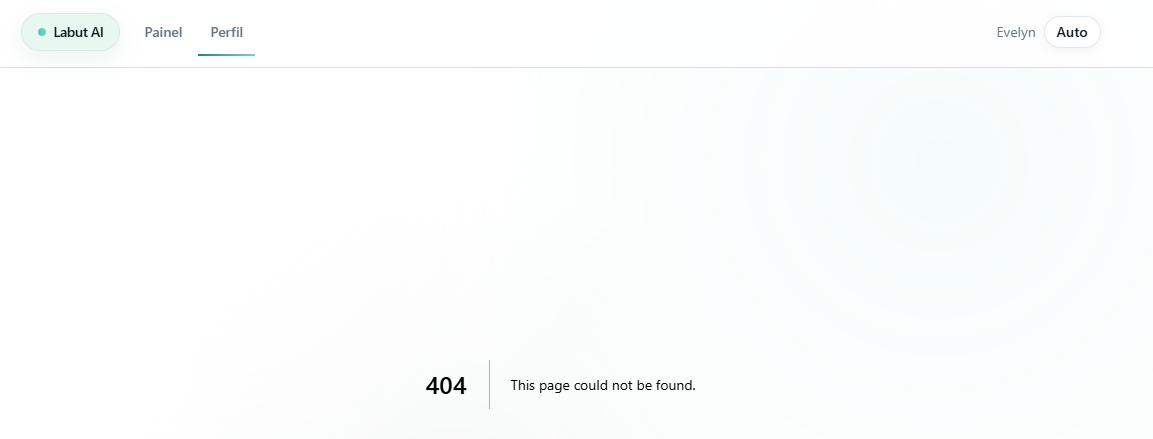 Labut AI Painel Perfil Evelyn Auto
404 This page could not be found.